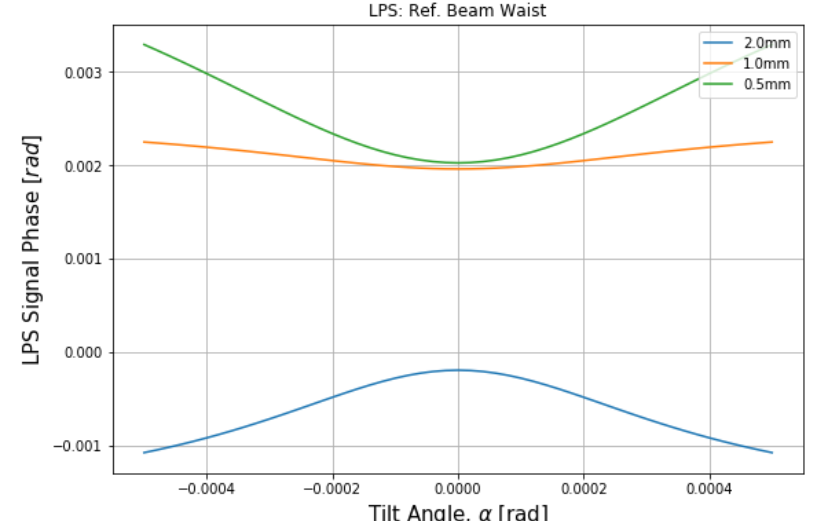 LPS: Ref. Beam Waist
2.0mm
1.0mm
0.5mm
LPS Signal Phase [rad]
0.003
0.002
0.001
0.000
−0.001
−0.0004
−0.0002
0.0000
0.0002
0.0004
Tilt Angle, α [rad]